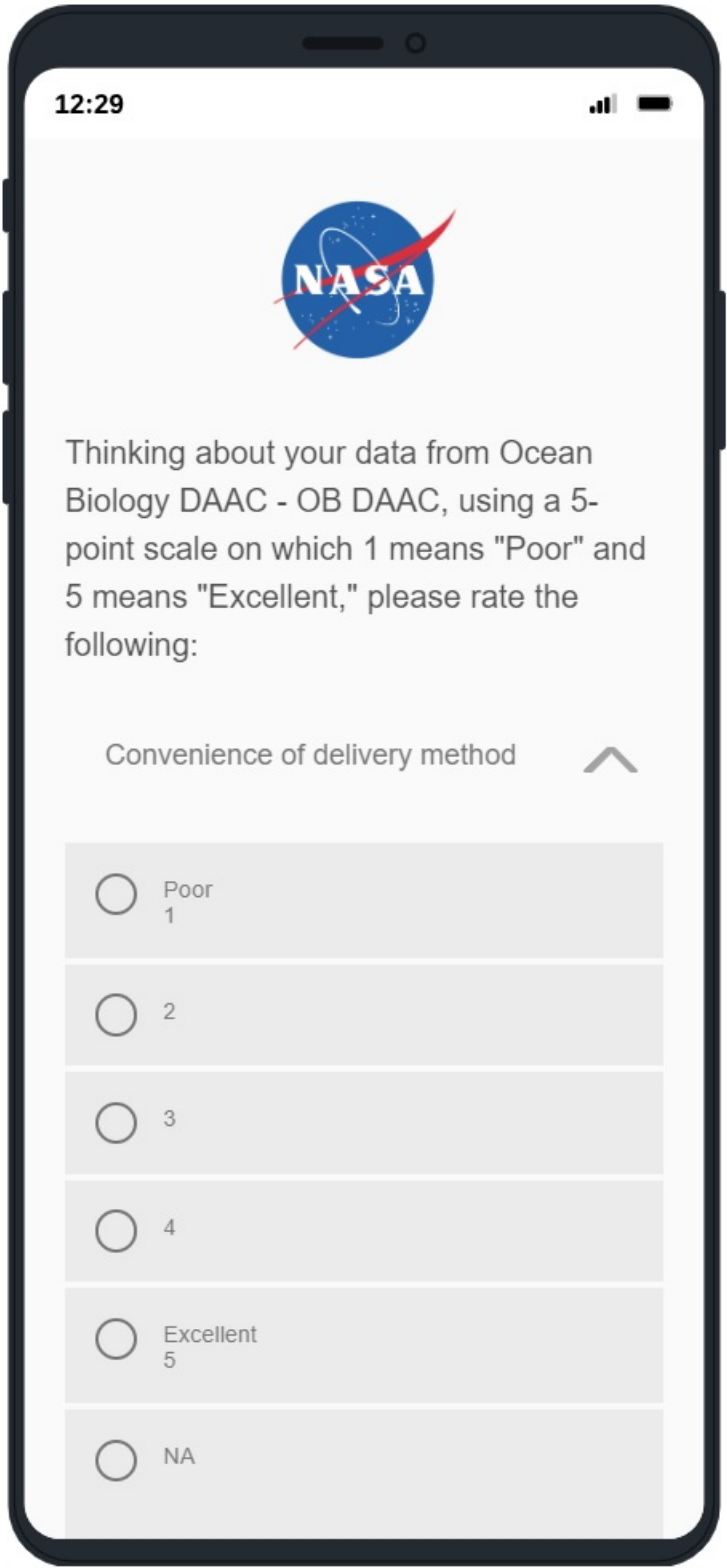 12:29
NASA
Thinking about your data from Ocean
Biology DAAC - OB DAAC, using a 5-
point scale on which 1 means "Poor" and
5 means "Excellent," please rate the
following:
Convenience of delivery method
Poor
1
2
3
4
Excellent
5
NA